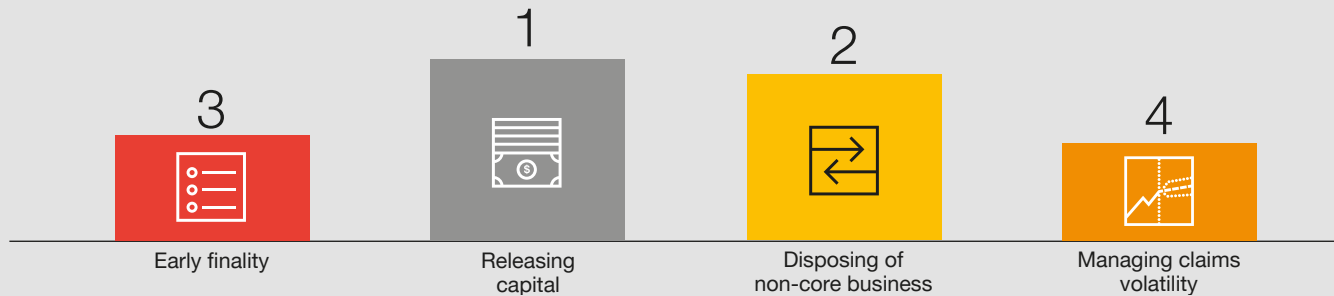 3
Early finality
1
$
Releasing
capital
2
Disposing of
non-core business
4
Managing claims
volatility